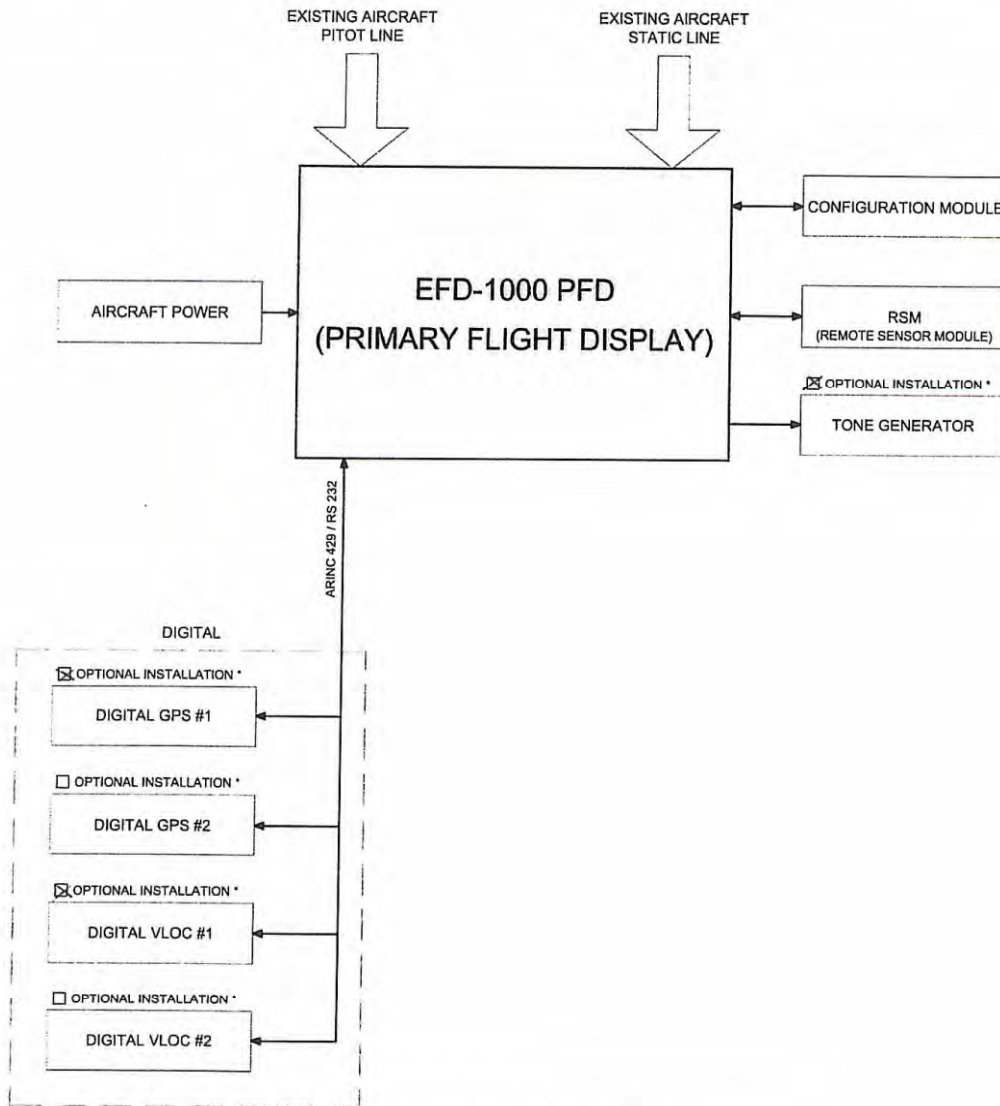 EXISTING AIRCRAFT
PITOT LINE
EXISTING AIRCRAFT
STATIC LINE
CONFIGURATION MODULE
EFD-1000 PFD
(PRIMARY FLIGHT DISPLAY)
AIRCRAFT POWER
RSM
(REMOTE SENSOR MODULE)
☒ OPTIONAL INSTALLATION *
TONE GENERATOR
ARINC 429 / RS 232
DIGITAL
☒ OPTIONAL INSTALLATION *
DIGITAL GPS #1
☐ OPTIONAL INSTALLATION *
DIGITAL GPS #2
☒ OPTIONAL INSTALLATION *
DIGITAL VLOC #1
☐ OPTIONAL INSTALLATION *
DIGITAL VLOC #2